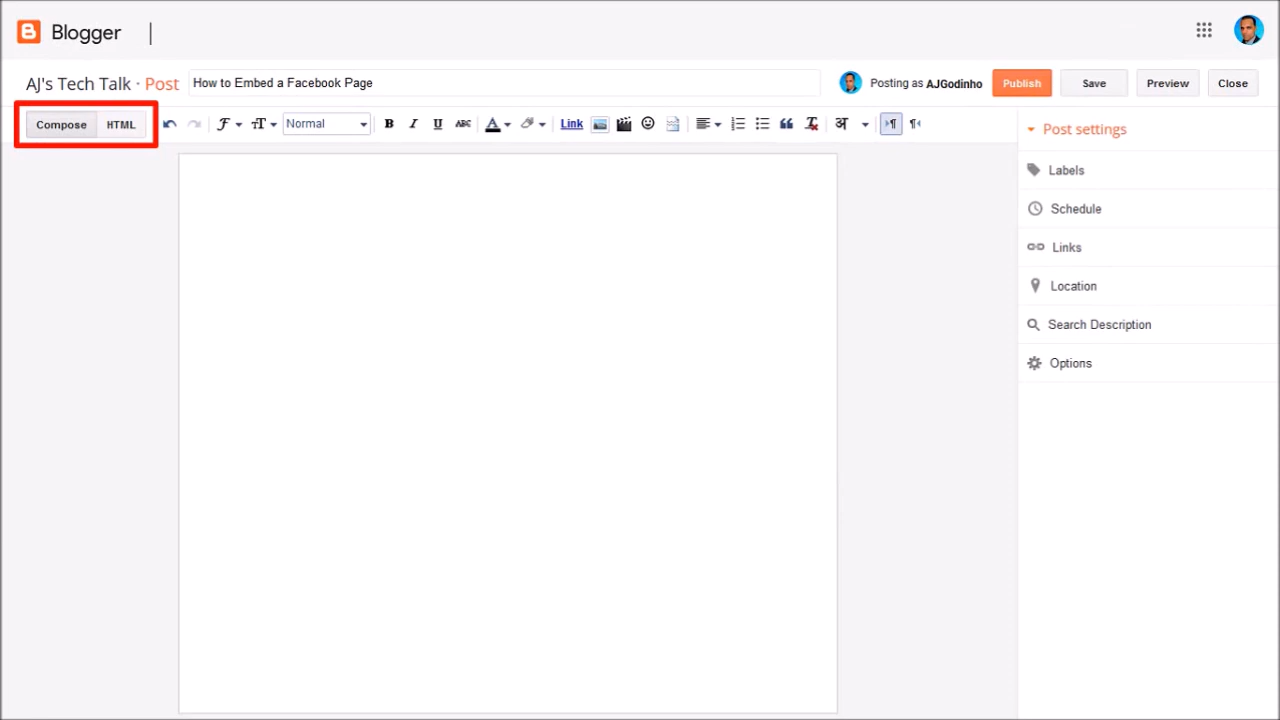 Blogger
AJ's Tech Talk · Post How to Embed a Facebook Page Posting as AJGodinho Publish Save Preview Close
Compose HTML Normal B I U ABC A Link अ
Post settings
Labels
Schedule
Links
Location
Search Description
Options